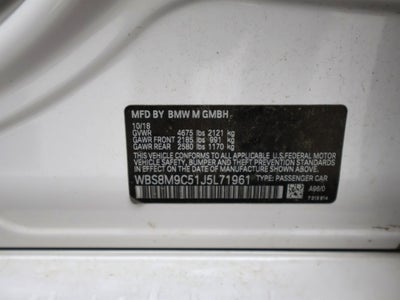 MFD BY BMW M GMBH
10/18
GVWR 4675 lbs 2121 kg
GAWR FRONT 2185 lbs 991 kg
GAWR REAR 2580 lbs 1170 kg
THIS VEHICLE CONFORMS TO ALL APPLICABLE U.S. FEDERAL MOTOR
VEHICLE SAFETY, BUMPER, AND THEFT PREVENTION STANDARDS
IN EFFECT ON THE DATE OF MANUFACTURE SHOWN ABOVE.
WBS8M9C51J5L71961 TYPE: PASSENGER CAR
A96/0